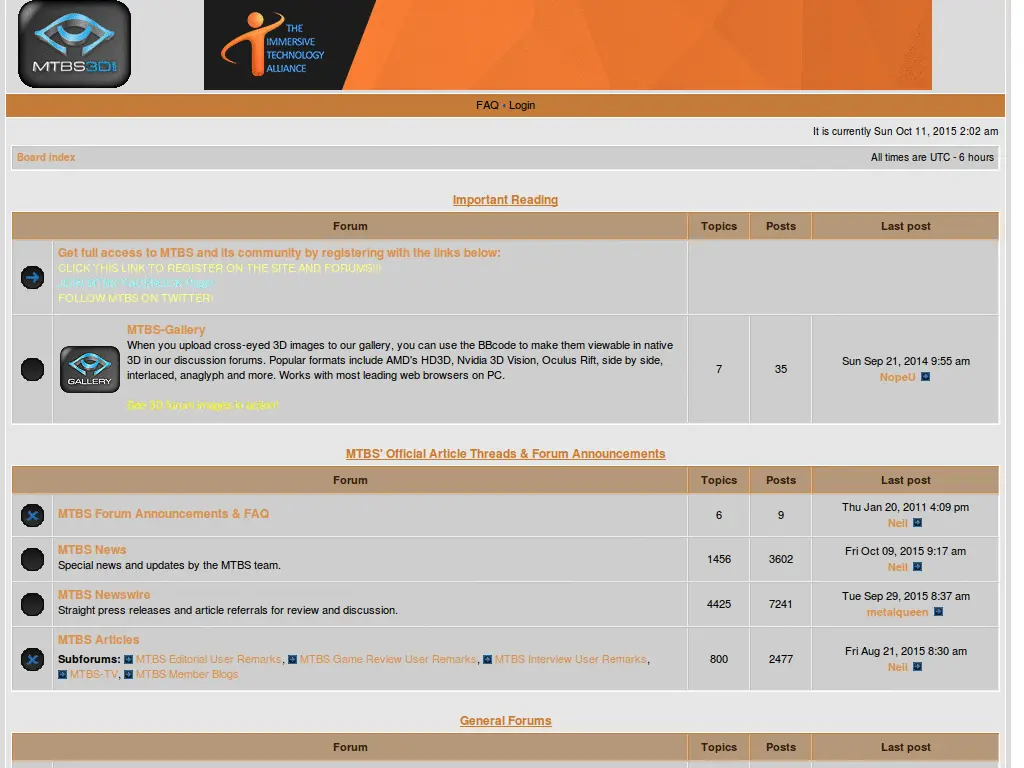 MTBS3D.com
THE
IMMERSIVE
TECHNOLOGY
ALLIANCE
FAQ • Login
It is currently Sun Oct 11, 2015 2:02 am
Board index All times are UTC - 6 hours
Important Reading
Forum Topics Posts Last post
Get full access to MTBS and its community by registering with the links below:
CLICK THIS LINK TO REGISTER ON THE SITE AND FORUMS!!!
FOLLOW MTBS ON TWITTER!
MTBS-Gallery
When you upload cross-eyed 3D images to our gallery, you can use the BBcode to make them viewable in native
3D in our discussion forums. Popular formats include AMD's HD3D, Nvidia 3D Vision, Oculus Rift, side by side,
interlaced, anaglyph and more. Works with most leading web browsers on PC.
GALLERY
See 3D forum images in action!
7 35 Sun Sep 21, 2014 9:55 am
NopeU
MTBS' Official Article Threads & Forum Announcements
Forum Topics Posts Last post
MTBS Forum Announcements & FAQ 6 9 Thu Jan 20, 2011 4:09 pm
Neil
MTBS News
Special news and updates by the MTBS team. 1456 3602 Fri Oct 09, 2015 9:17 am
Neil
MTBS Newswire
Straight press releases and article referrals for review and discussion. 4425 7241 Tue Sep 29, 2015 8:37 am
metalqueen
MTBS Articles
Subforums: MTBS Editorial User Remarks, MTBS Game Review User Remarks, MTBS Interview User Remarks,
MTBS-TV, MTBS Member Blogs
800 2477 Fri Aug 21, 2015 8:30 am
Neil
General Forums
Forum Topics Posts Last post